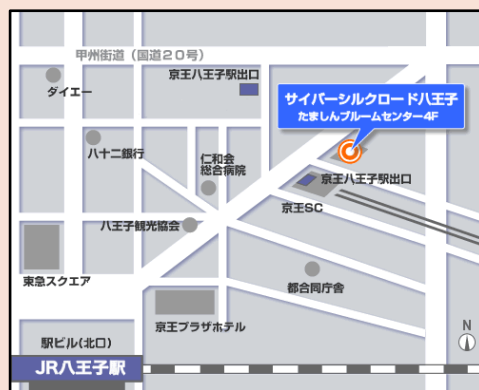 甲州街道（国道20号）
ダイエー
京王八王子駅出口
サイバーシルクロード八王子
たましんブルームセンター4F
八十二銀行
仁和会
総合病院
京王八王子駅出口
京王SC
八王子観光協会
東急スクエア
都合同庁舎
京王プラザホテル
N
駅ビル(北口)
JR八王子駅